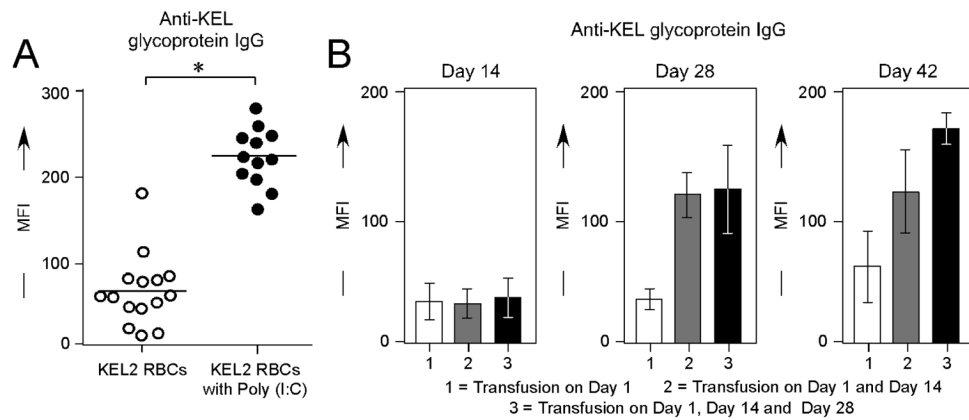 A
Anti-KEL
glycoprotein IgG
*
MFI
300
200
100
0
KEL2 RBCs
KEL2 RBCs
with Poly (I:C)
B
Anti-KEL glycoprotein IgG
Day 14
MFI
200
100
0
1 2 3
Day 28
MFI
200
100
0
1 2 3
Day 42
MFI
200
100
0
1 2 3
1 = Transfusion on Day 1 2 = Transfusion on Day 1 and Day 14
3 = Transfusion on Day 1, Day 14 and Day 28